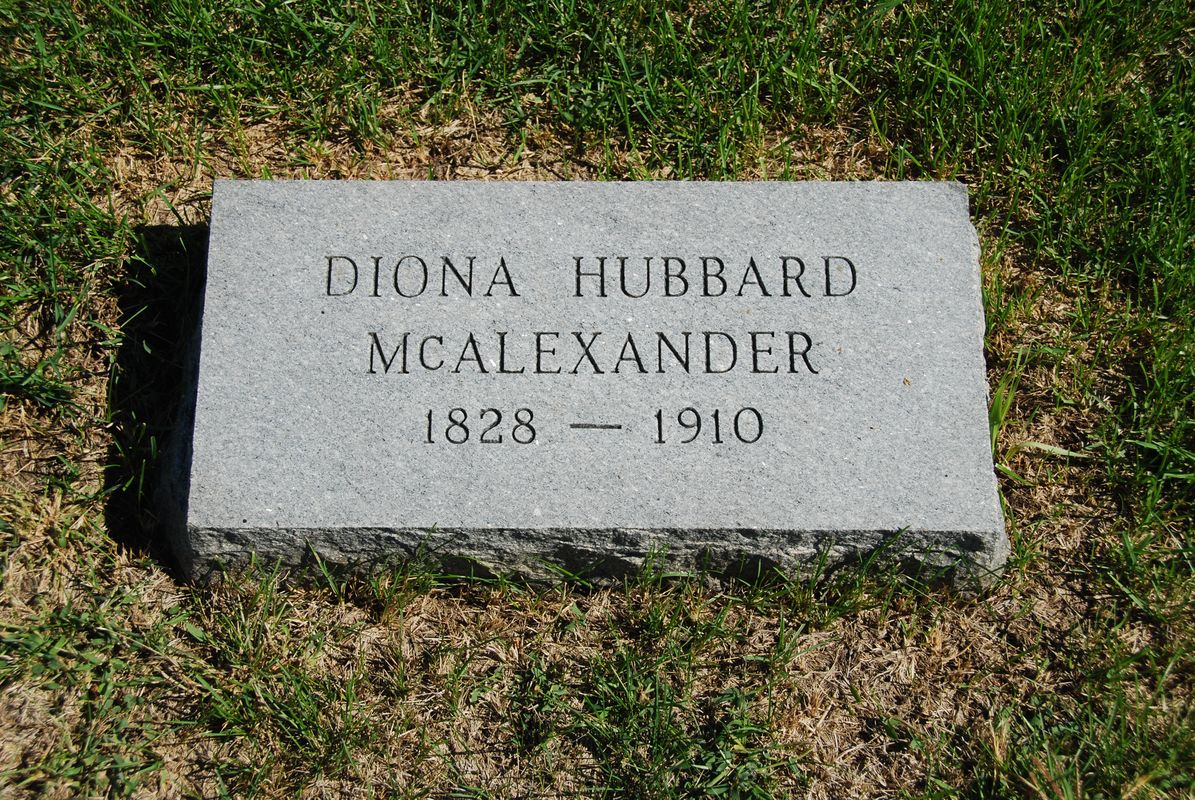 DIONA HUBBARD
McALEXANDER
1828 — 1910